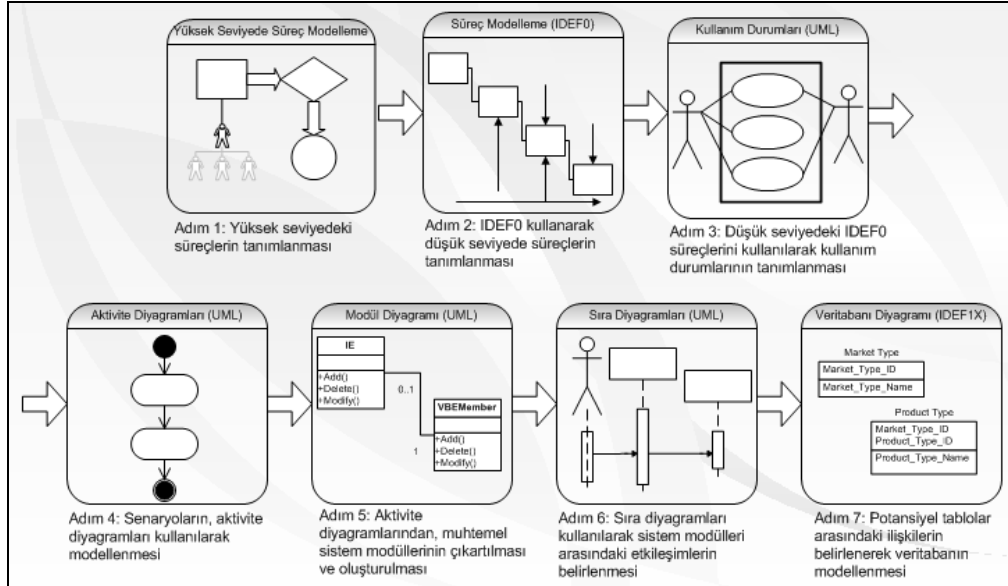 Yüksek Seviyede Süreç Modelleme
Süreç Modelleme (IDEF0)
Kullanım Durumları (UML)
Adım 1: Yüksek seviyedeki
süreçlerin tanımlanması
Adım 2: IDEF0 kullanarak
düşük seviyede süreçlerin
tanımlanması
Adım 3: Düşük seviyedeki IDEF0
süreçlerini kullanılarak kullanım
durumlarının tanımlanması
Aktivite Diyagramları (UML)
Modül Diyagramı (UML)
IE
+Add()
+Delete()
+Modify()
0..1
VBEMember
1
+Add()
+Delete()
+Modify()
Sıra Diyagramları (UML)
Veritabanı Diyagramı (IDEF1X)
Market Type
Market_Type_ID
Market_Type_Name
Product Type
Market_Type_ID
Product_Type_ID
Product_Type_Name
Adım 4: Senaryoların, aktivite
diyagramları kullanılarak
modellenmesi
Adım 5: Aktivite
diyagramlarından, muhtemel
sistem modüllerinin çıkartılması
ve oluşturulması
Adım 6: Sıra diyagramları
kullanılarak sistem modülleri
arasındaki etkileşimlerin
belirlenmesi
Adım 7: Potansiyel tablolar
arasındaki ilişkilerin
belirlenerek veritabanın
modellenmesi